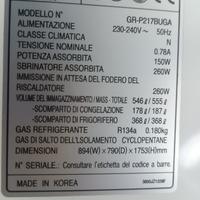 MODELLO N° GR-P217BUGA
ALIMENTAZIONE 230-240V~ 50Hz
CLASSE CLIMATICA N
TENSIONE NOMINALE 0.78A
POTENZA ASSORBITA 150W
SBRINATORE ASSORBITA 260W
IMMISSIONE IN ATTESA DEL FODERO DEL
RISCALDATORE 260W
VOLUME DELL'IMMAGAZZINAMENTO / MASS - TOTALE 546 ℓ / 555 ℓ
-SCOMPARTO DI CONGELAZIONE 178 ℓ / 187 ℓ
-SCOMPARTO DI FRIGORIFERO 368 ℓ / 368 ℓ
GAS REFRIGERANTE R134a 0.180kg
GAS DI SALTO DELL'ISOLAMENTO CYCLOPENTANE
DIMENSIONI 894(W) × 790(D) × 1753(H)mm
N° SERIALE.: Consultare l'etichetta del codice a barre.
MADE IN KOREA